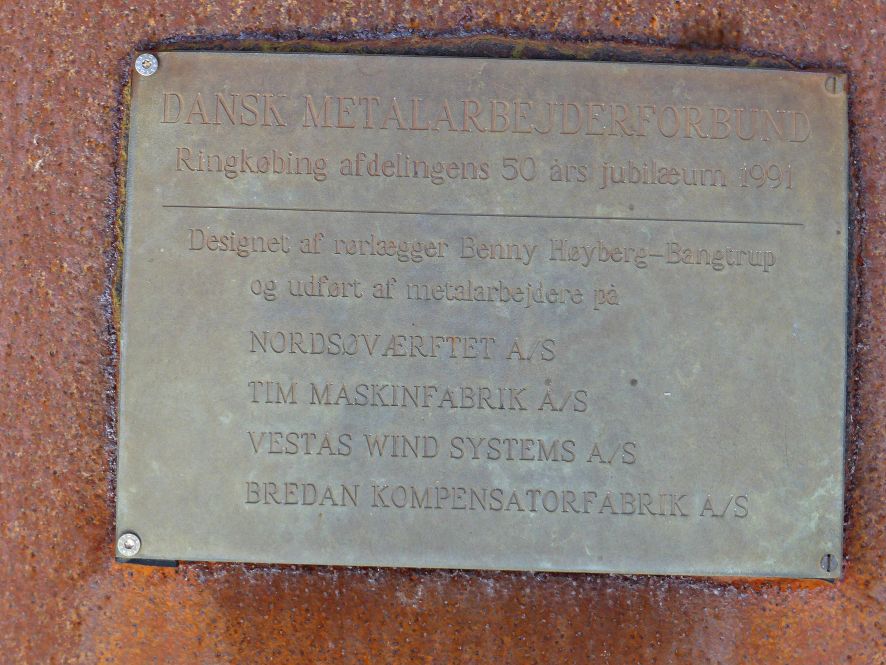 DANSK METALARBEJDERFORBUND
Ringkøbing afdelingens 50 års jubilæum 1991
Designet af rørlægger Benny Høyberg-Bangtrup
og udført af metalarbejdere på
NORDSØVÆRFTET A/S
TIM MASKINFABRIK A/S
VESTAS WIND SYSTEMS A/S
BREDAN KOMPENSATORFABRIK A/S